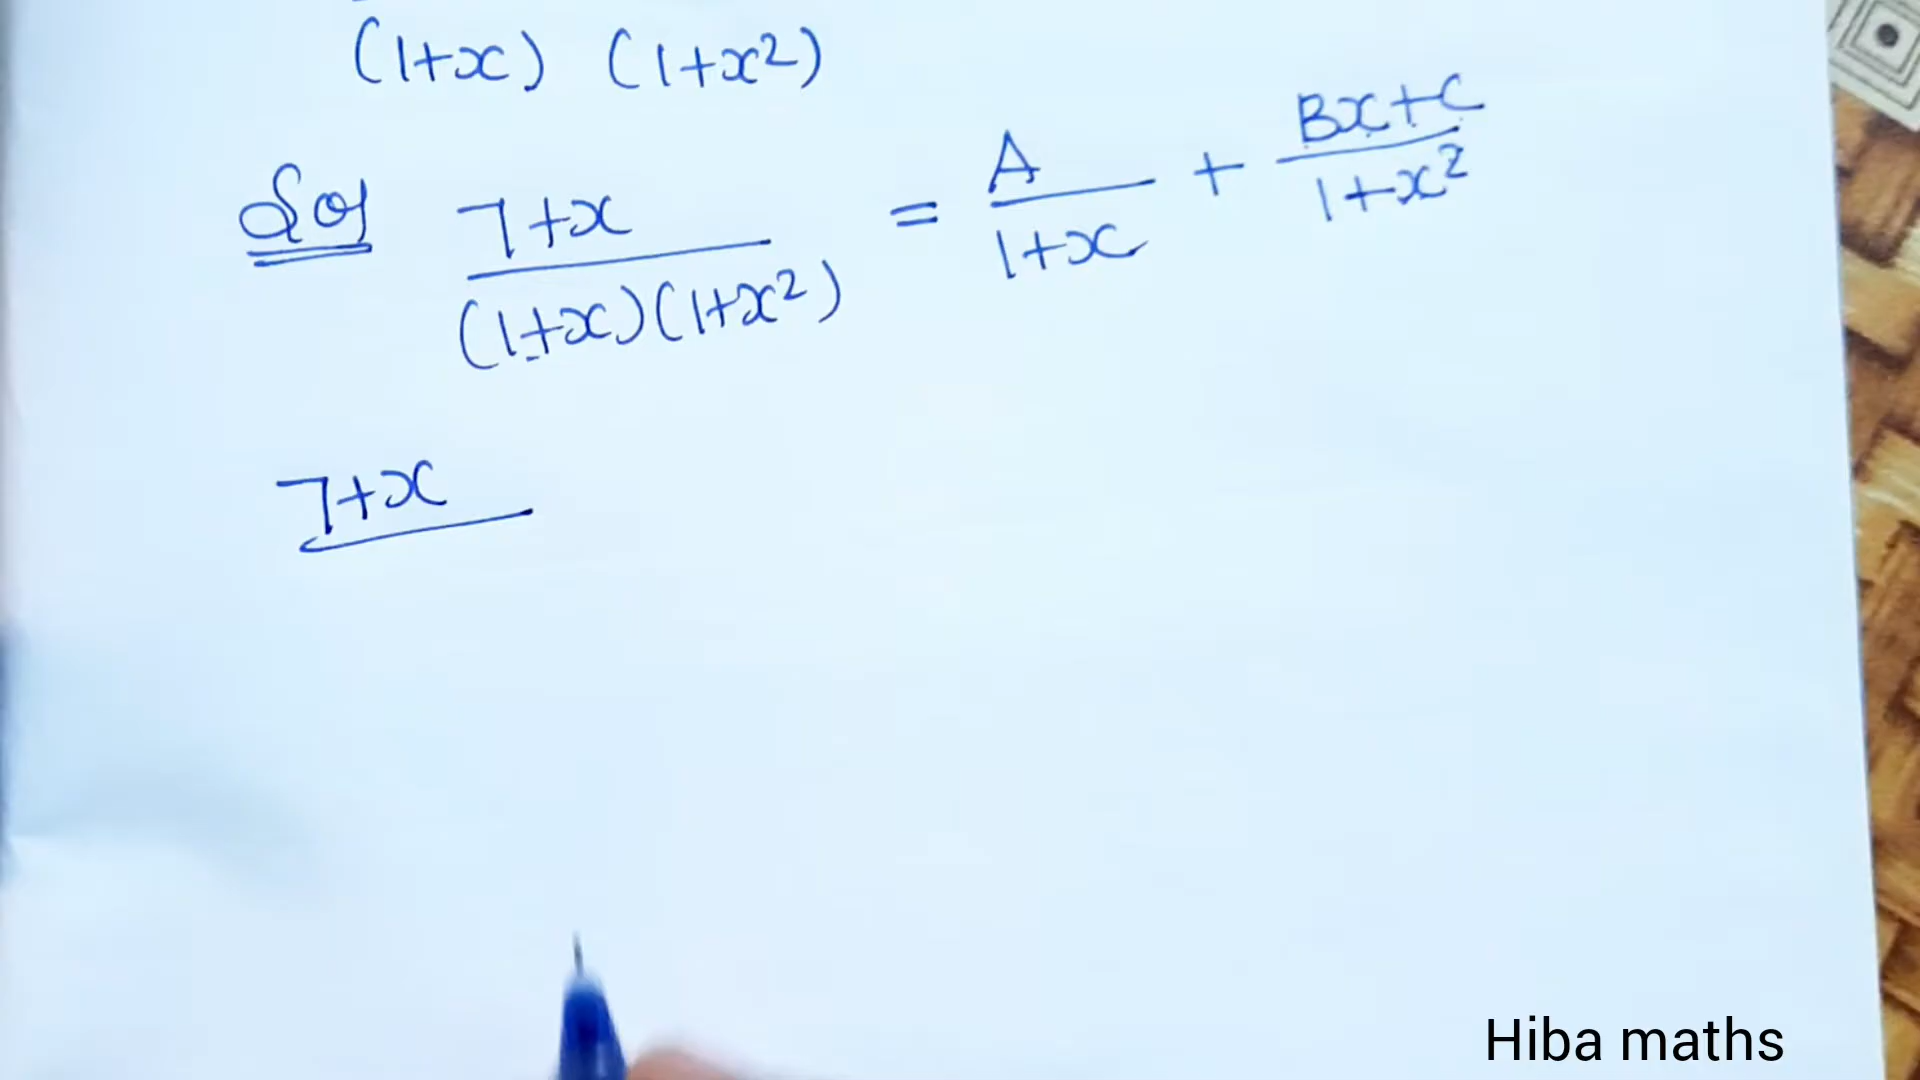 (1+x) (1+x²)
Sol 7+x / (1+x)(1+x²) = A / 1+x + Bx+C / 1+x²
7+x
Hiba maths